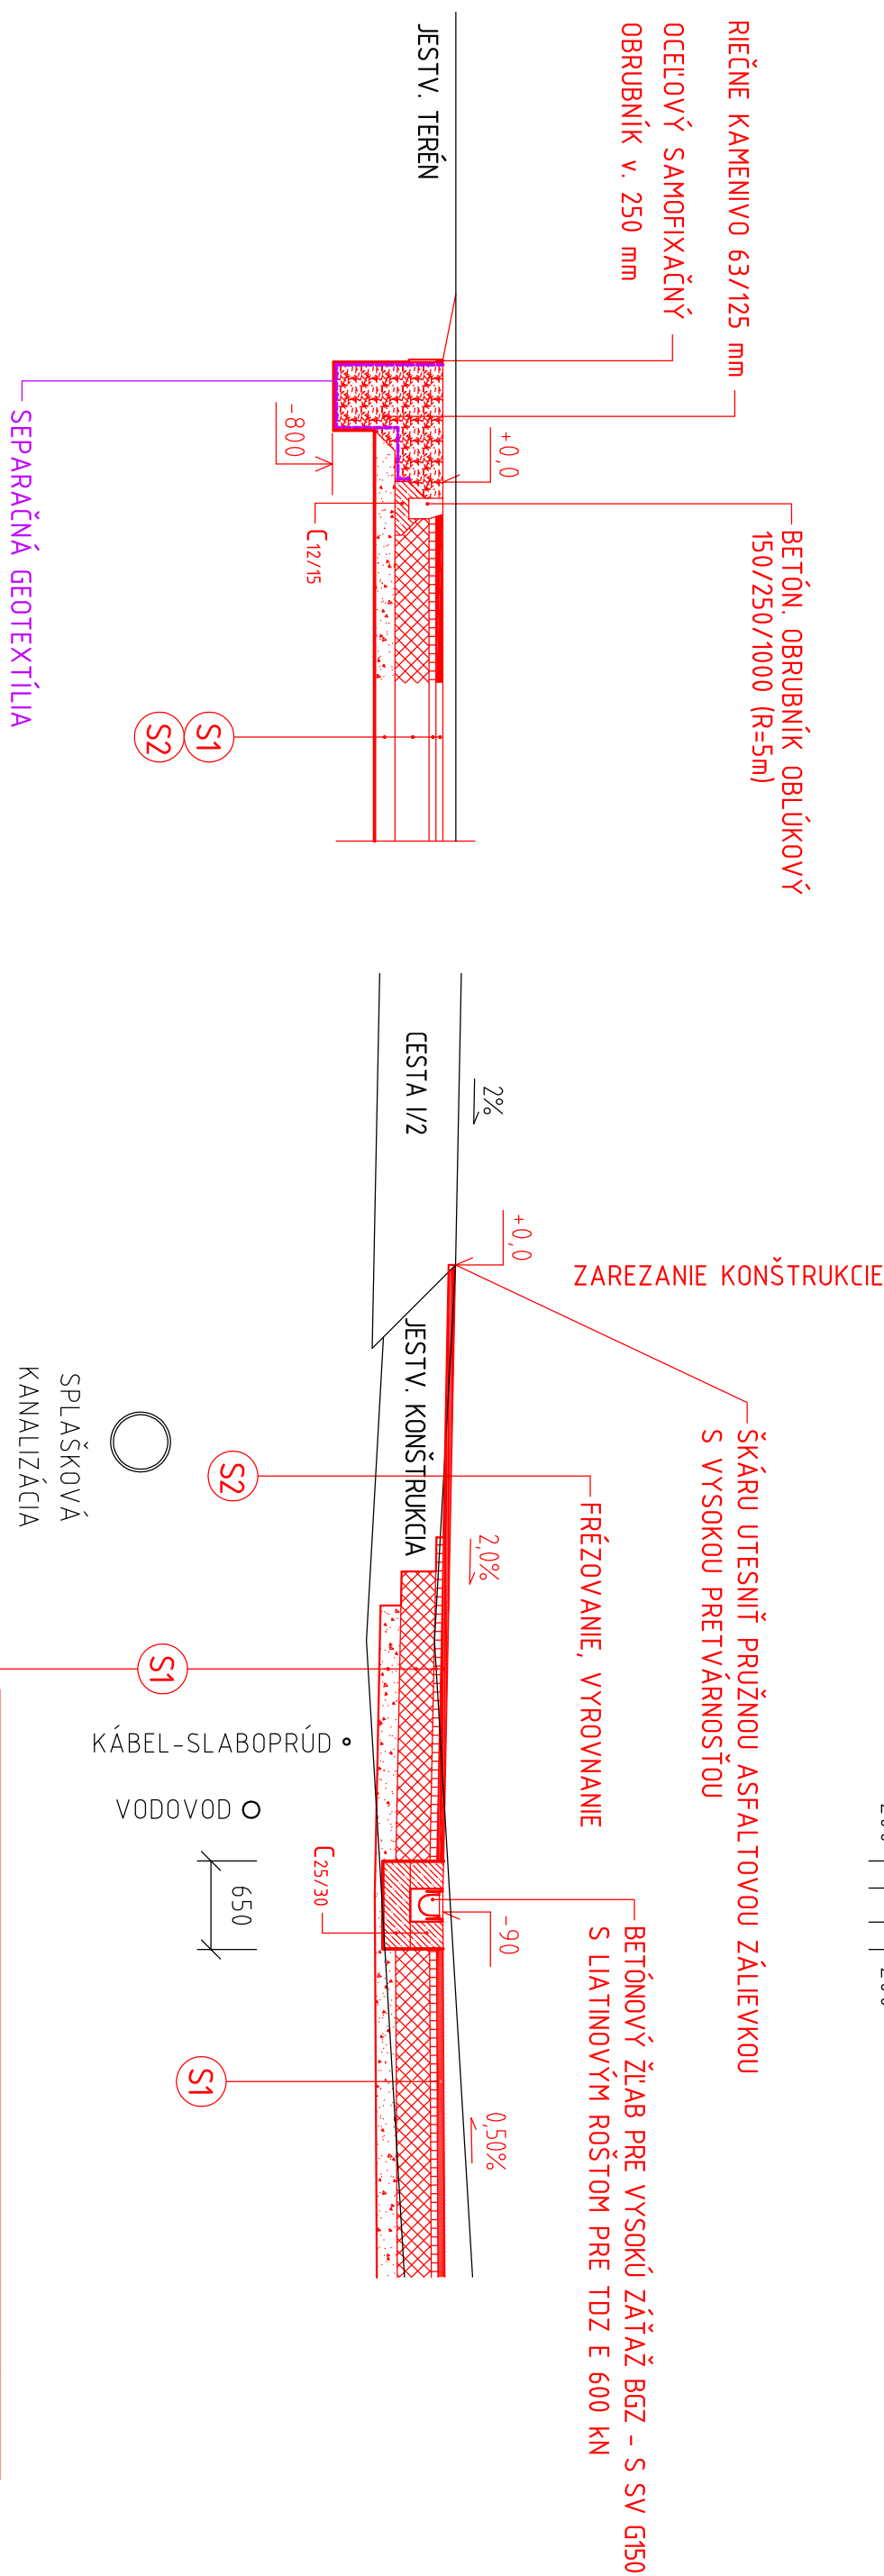 RIEČNE KAMENIVO 63/125 mm
OCEĽOVÝ SAMOFIXAČNÝ
OBRUBNÍK v. 250 mm
JESTV. TERÉN
BETÓN. OBRUBNÍK OBLÚKOVÝ
150/250/1000 (R=5m)
+0,0
-800
C12/15
SEPARAČNÁ GEOTEXTÍLIA
S1
S2
2%
CESTA I/2
+0,0
ZAREZANIE KONŠTRUKCIE
ŠKÁRU UTESNIŤ PRUŽNOU ASFALTOVOU ZÁLIEVKOU
S VYSOKOU PRETVÁRNOSŤOU
JESTV. KONŠTRUKCIA
FRÉZOVANIE, VYROVNANIE
S2
2,0%
SPLAŠKOVÁ
KANALIZÁCIA
S1
KÁBEL-SLABOPRÚD
VODOVOD
650
C25/30
-90
BETÓNOVÝ ŽĽAB PRE VYSOKÚ ZÁŤAŽ BGZ - S SV G150
S LIATINOVÝM ROŠTOM PRE TDZ E 600 kN
S1
0,50%